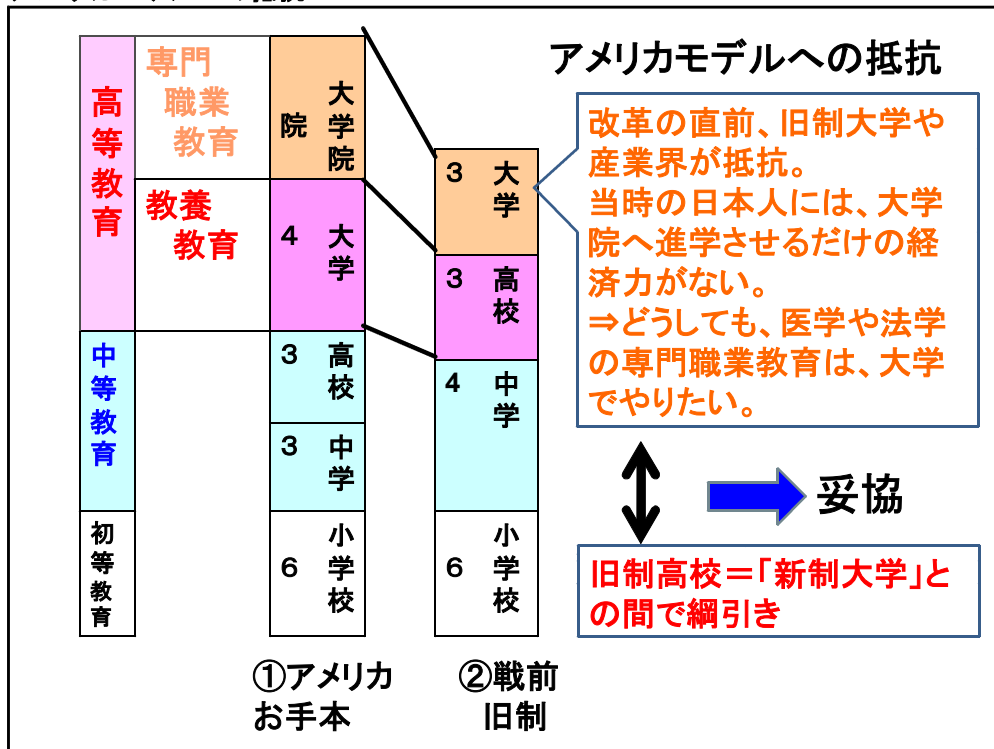 アメリカモデルへの抵抗
高等教育
専門
職業
教育
教養
教育
中等教育
初等教育
大学院
院
4 大学
3 高校
3 中学
6 小学校
①アメリカ
お手本
3 大学
3 高校
4 中学
6 小学校
②戦前
旧制
改革の直前、旧制大学や
産業界が抵抗。
当時の日本人には、大学
院へ進学させるだけの経
済力がない。
⇒どうしても、医学や法学
の専門職業教育は、大学
でやりたい。
妥協
旧制高校＝「新制大学」と
の間で綱引き